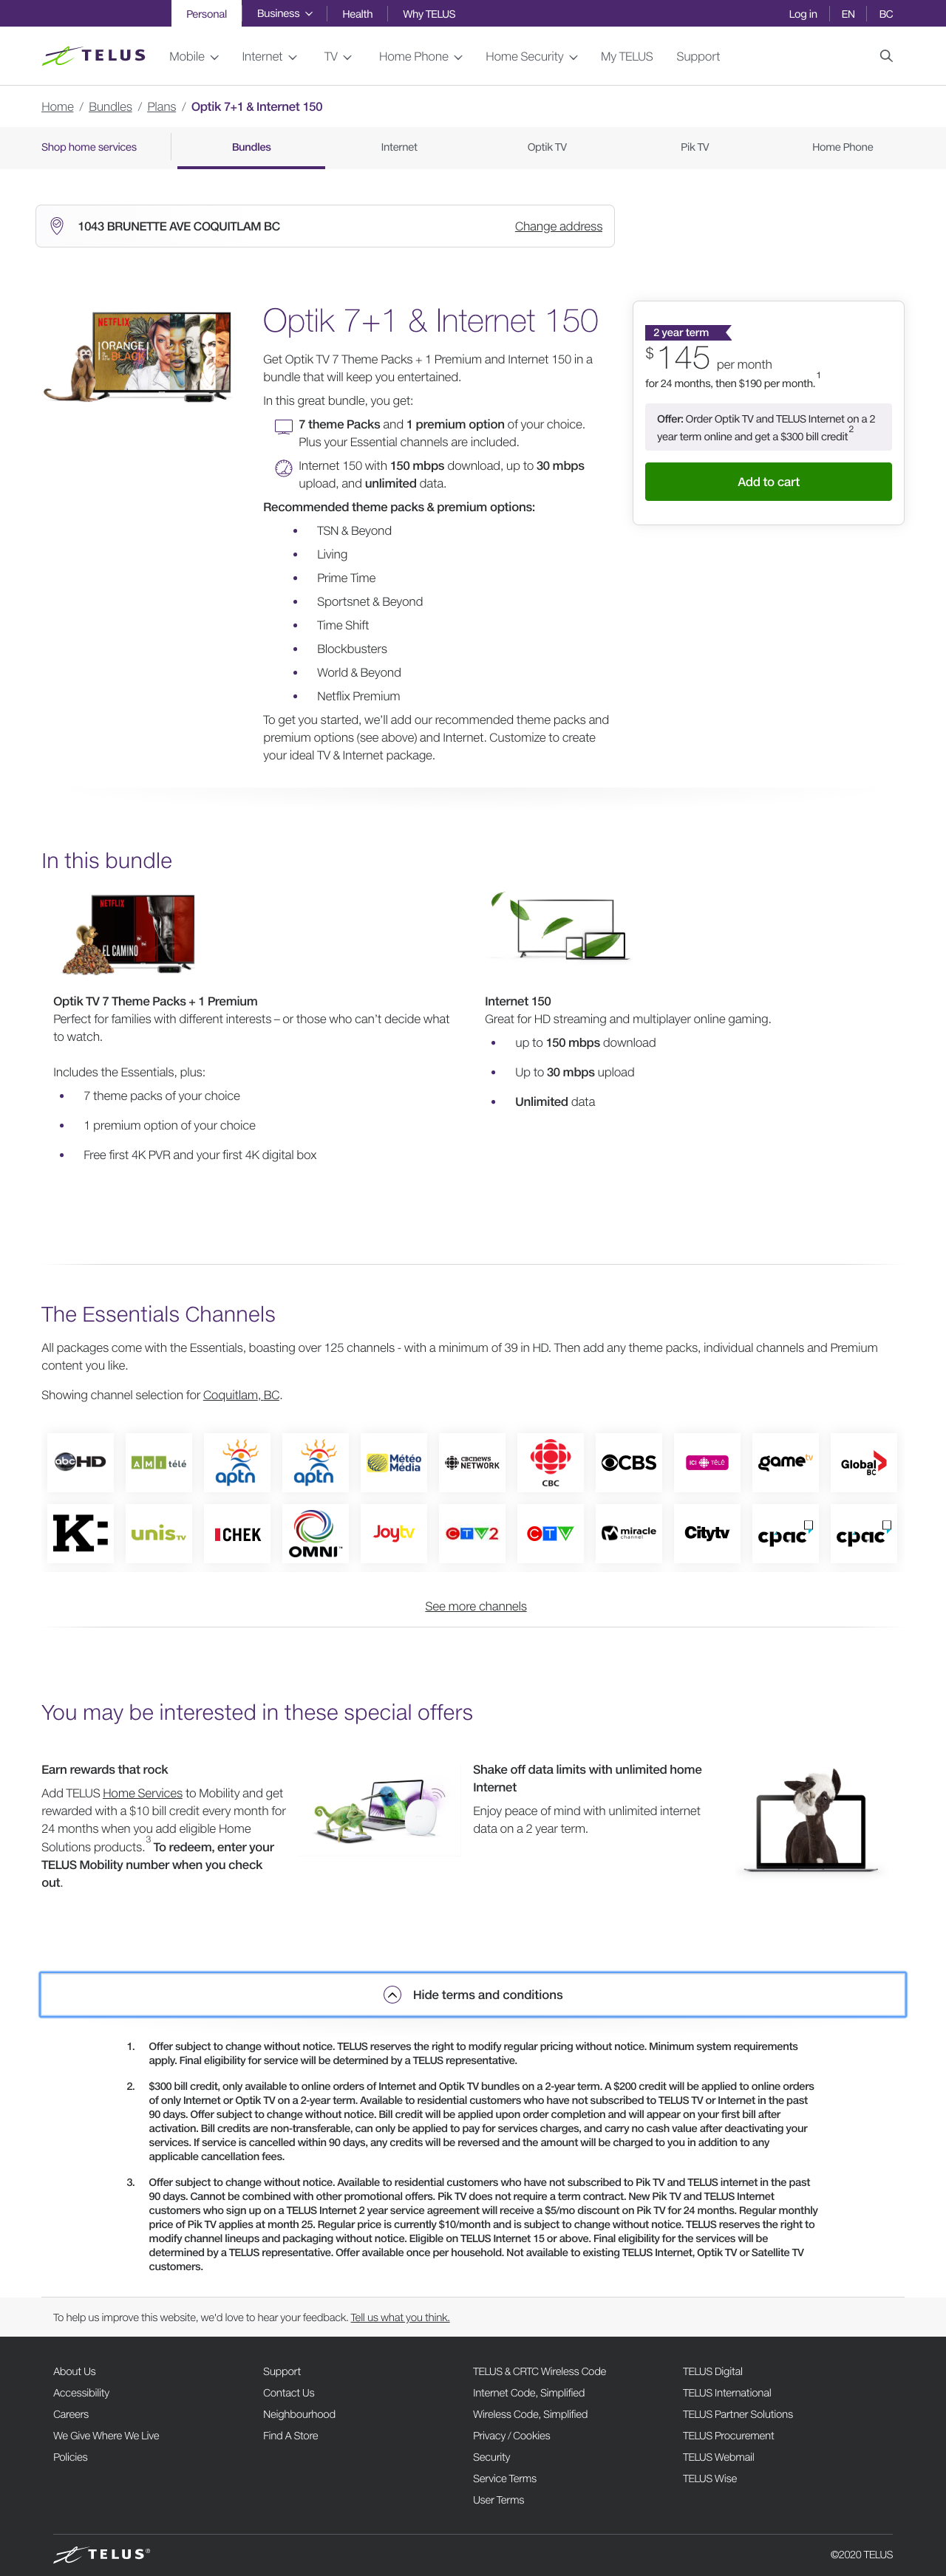 Personal Business Health Why TELUS Log in EN BC
TELUS Mobile Internet TV Home Phone Home Security My TELUS Support
Home / Bundles / Plans / Optik 7+1 & Internet 150
Shop home services Bundles Internet Optik TV Pik TV Home Phone
1043 BRUNETTE AVE COQUITLAM BC Change address
NETFLIX
ORANGE
IS THE
BLACK
Optik 7+1 & Internet 150
Get Optik TV 7 Theme Packs + 1 Premium and Internet 150 in a
bundle that will keep you entertained.
In this great bundle, you get:
7 theme Packs and 1 premium option of your choice.
Plus your Essential channels are included.
Internet 150 with 150 mbps download, up to 30 mbps
upload, and unlimited data.
Recommended theme packs & premium options:
• TSN & Beyond
• Living
• Prime Time
• Sportsnet & Beyond
• Time Shift
• Blockbusters
• World & Beyond
• Netflix Premium
To get you started, we'll add our recommended theme packs and
premium options (see above) and Internet. Customize to create
your ideal TV & Internet package.
2 year term
$145 per month
for 24 months, then $190 per month.1
Offer: Order Optik TV and TELUS Internet on a 2
year term online and get a $300 bill credit2
Add to cart
In this bundle
NETFLIX
EL CAMINO
Optik TV 7 Theme Packs + 1 Premium
Perfect for families with different interests – or those who can't decide what
to watch.
Includes the Essentials, plus:
• 7 theme packs of your choice
• 1 premium option of your choice
• Free first 4K PVR and your first 4K digital box
Internet 150
Great for HD streaming and multiplayer online gaming.
• up to 150 mbps download
• Up to 30 mbps upload
• Unlimited data
The Essentials Channels
All packages come with the Essentials, boasting over 125 channels - with a minimum of 39 in HD. Then add any theme packs, individual channels and Premium
content you like.
Showing channel selection for Coquitlam, BC.
abc HD AMI télé aptn aptn Météo Média CBC NEWS NETWORK CBC CBS ICI TÉLÉ game tv Global BC
K: unis TV CHEK OMNI™ Joytv CTV2 CTV miracle channel Citytv cpac cpac
See more channels
You may be interested in these special offers
Earn rewards that rock
Add TELUS Home Services to Mobility and get
rewarded with a $10 bill credit every month for
24 months when you add eligible Home
Solutions products.3 To redeem, enter your
TELUS Mobility number when you check
out.
Shake off data limits with unlimited home
Internet
Enjoy peace of mind with unlimited internet
data on a 2 year term.
Hide terms and conditions
1. Offer subject to change without notice. TELUS reserves the right to modify regular pricing without notice. Minimum system requirements
apply. Final eligibility for service will be determined by a TELUS representative.
2. $300 bill credit, only available to online orders of Internet and Optik TV bundles on a 2-year term. A $200 credit will be applied to online orders
of only Internet or Optik TV on a 2-year term. Available to residential customers who have not subscribed to TELUS TV or Internet in the past
90 days. Offer subject to change without notice. Bill credit will be applied upon order completion and will appear on your first bill after
activation. Bill credits are non-transferable, can only be applied to pay for services charges, and carry no cash value after deactivating your
services. If service is cancelled within 90 days, any credits will be reversed and the amount will be charged to you in addition to any
applicable cancellation fees.
3. Offer subject to change without notice. Available to residential customers who have not subscribed to Pik TV and TELUS internet in the past
90 days. Cannot be combined with other promotional offers. Pik TV does not require a term contract. New Pik TV and TELUS Internet
customers who sign up on a TELUS Internet 2 year service agreement will receive a $5/mo discount on Pik TV for 24 months. Regular monthly
price of Pik TV applies at month 25. Regular price is currently $10/month and is subject to change without notice. TELUS reserves the right to
modify channel lineups and packaging without notice. Eligible on TELUS Internet 15 or above. Final eligibility for the services will be
determined by a TELUS representative. Offer available once per household. Not available to existing TELUS Internet, Optik TV or Satellite TV
customers.
To help us improve this website, we'd love to hear your feedback. Tell us what you think.
About Us
Accessibility
Careers
We Give Where We Live
Policies
Support
Contact Us
Neighbourhood
Find A Store
TELUS & CRTC Wireless Code
Internet Code, Simplified
Wireless Code, Simplified
Privacy / Cookies
Security
Service Terms
User Terms
TELUS Digital
TELUS International
TELUS Partner Solutions
TELUS Procurement
TELUS Webmail
TELUS Wise
TELUS® ©2020 TELUS